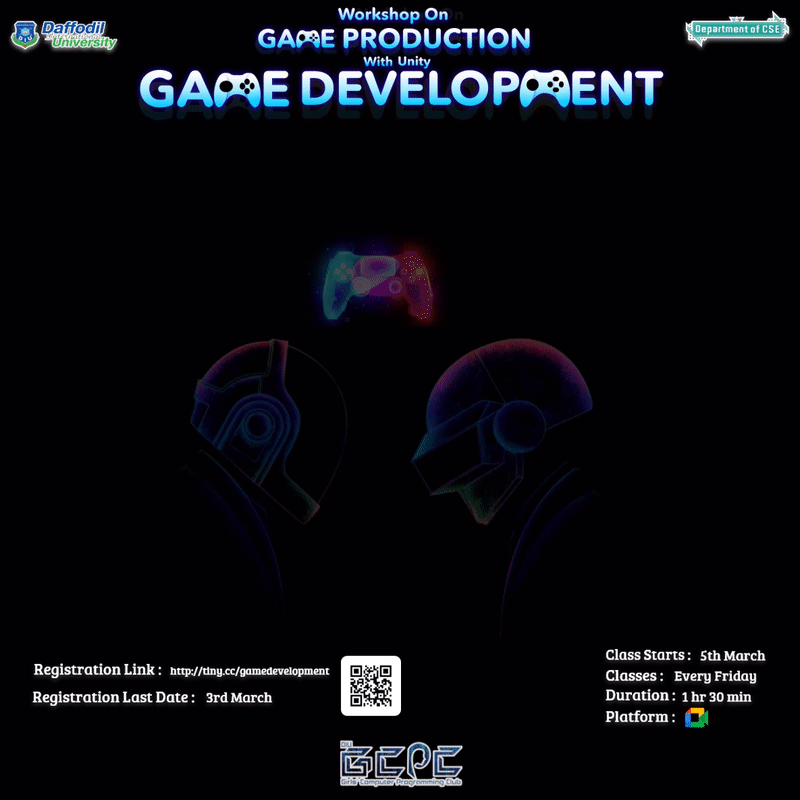 Daffodil
International
University
Workshop On
GAME PRODUCTION
With Unity
GAME DEVELOPMENT
Department of CSE
Registration Link : http://tiny.cc/gamedevelopment
Registration Last Date : 3rd March
Class Starts : 5th March
Classes : Every Friday
Duration : 1 hr 30 min
Platform :
GCPC
Girls' Computer Programming Club